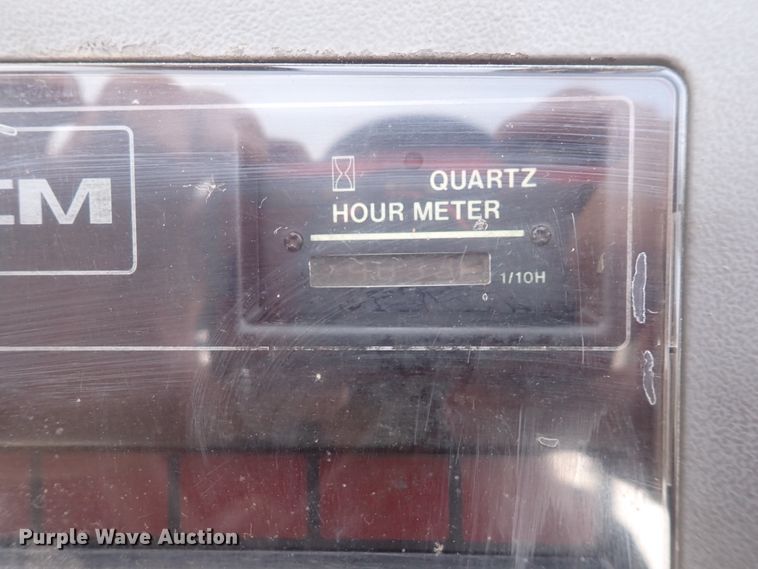 QUARTZ
HOUR METER
1/10H
CM
Purple Wave Auction